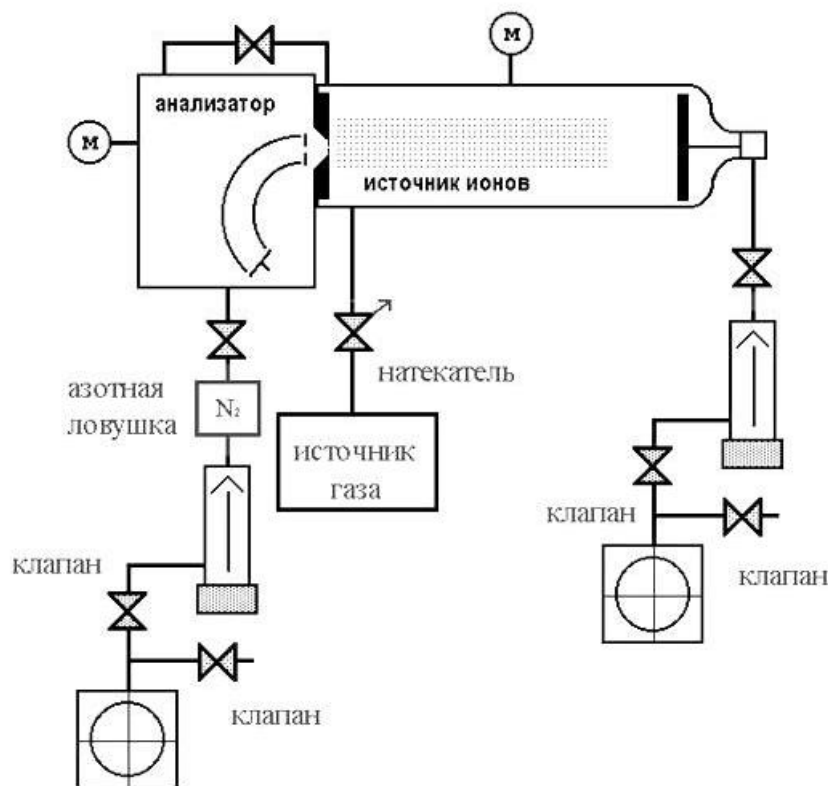 М
анализатор
М
источник ионов
натекатель
азотная
ловушка
N₂
источник
газа
клапан
клапан
клапан
клапан